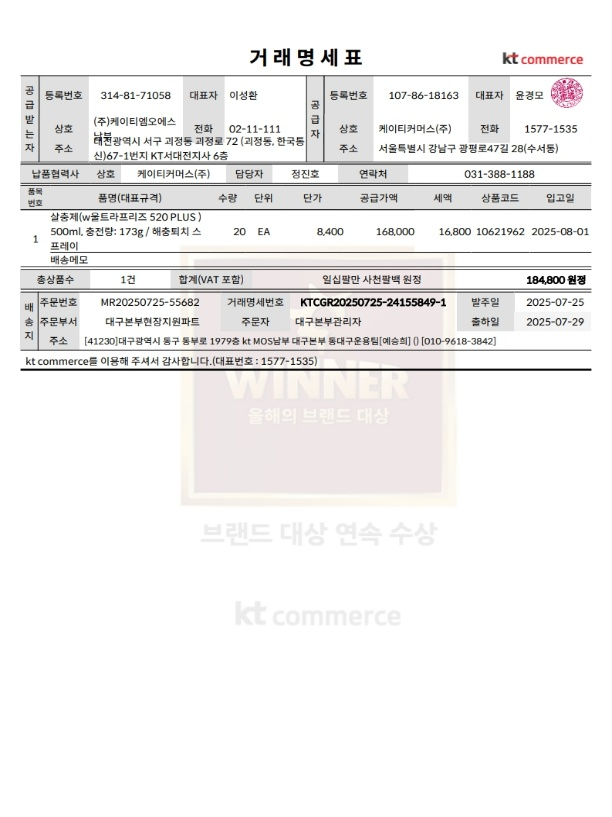 거래명세표
kt commerce
공급받는자
등록번호 314-81-71058 대표자 이성환
상호 (주)케이티엠오에스남부 전화 02-11-111
주소 대전광역시 서구 괴정동 괴정로 72 (괴정동, 한국통신)67-1번지 KT서대전지사 6층
공급자
등록번호 107-86-18163 대표자 윤경모
상호 케이티커머스(주) 전화 1577-1535
주소 서울특별시 강남구 광평로47길 28(수서동)
납품협력사 상호 케이티커머스(주) 담당자 정진호 연락처 031-388-1188
품목번호 품명(대표규격) 수량 단위 단가 공급가액 세액 상품코드 입고일
살충제(w울트라프리즈 520 PLUS )
1 500ml, 충전량: 173g / 해충퇴치 스 20 EA 8,400 168,000 16,800 10621962 2025-08-01
프레이
배송메모
총상품수 1건 합계(VAT 포함) 일십팔만 사천팔백 원정 184,800 원정
배송지
주문번호 MR20250725-55682 거래명세번호 KTCGR20250725-24155849-1 발주일 2025-07-25
주문부서 대구본부현장지원파트 주문자 대구본부관리자 출하일 2025-07-29
주소 [41230]대구광역시 동구 동부로 1979층 kt MOS남부 대구본부 동대구운용팀[예승희] () [010-9618-3842]
kt commerce를 이용해 주셔서 감사합니다.(대표번호 : 1577-1535)
WINNER
올해의 브랜드 대상
브랜드 대상 연속 수상
kt commerce